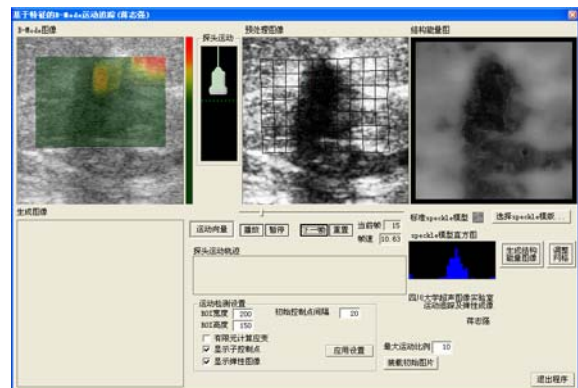 基于特征的B-Mode运动追踪(蒋志强)
B-Mode图像
探头运动
预处理图像
结构能量图
生成图像
运动向量
播放
暂停
下一帧
重置
当前帧 15
帧速 10.63
标准speckle模型
选择speckle模版...
speckle模型直方图
生成结构能量图像
调整网格
探头运动轨迹
四川大学超声图像实验室
运动追踪及弹性成像
蒋志强
运动检测设置
ROI宽度 200
初始控制点间隔 20
ROI高度 150
有限元计算应变
显示子控制点
显示弹性图像
应用设置
最大运动比例 10
装载初始图片
退出程序